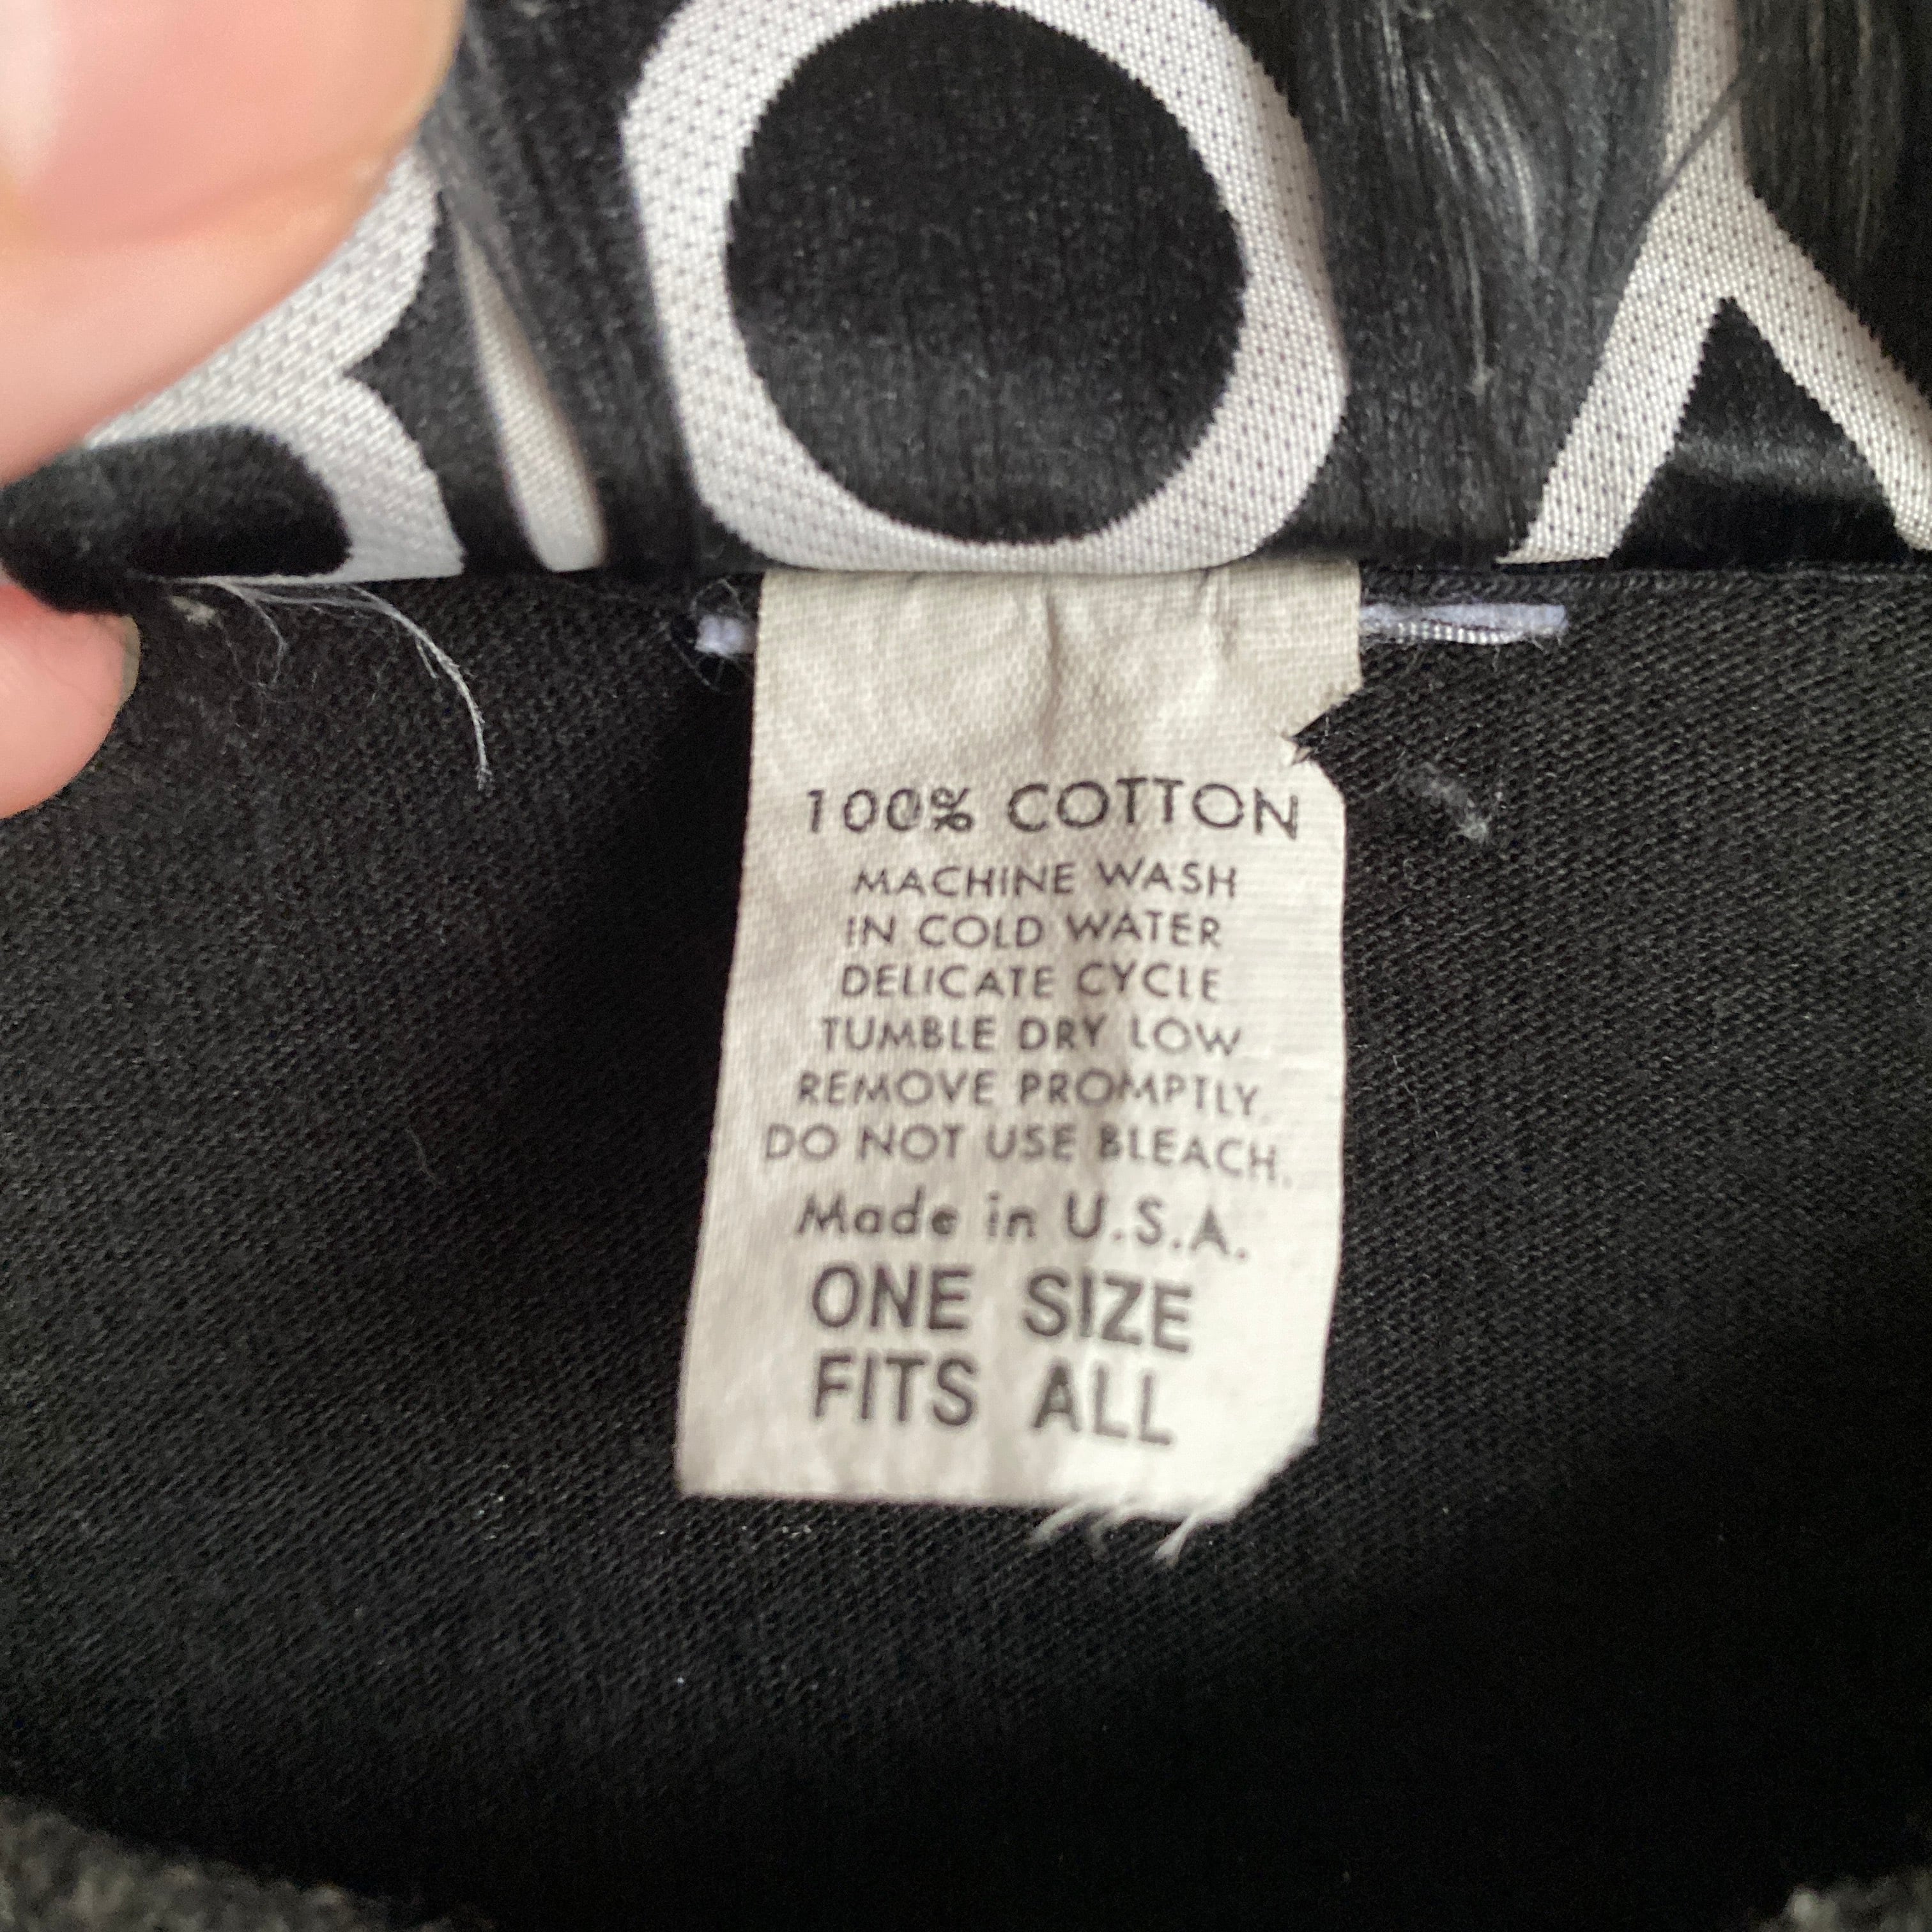 100% COTTON
MACHINE WASH
IN COLD WATER
DELICATE CYCLE
TUMBLE DRY LOW
REMOVE PROMPTLY
DO NOT USE BLEACH.
Made in U.S.A.
ONE SIZE
FITS ALL